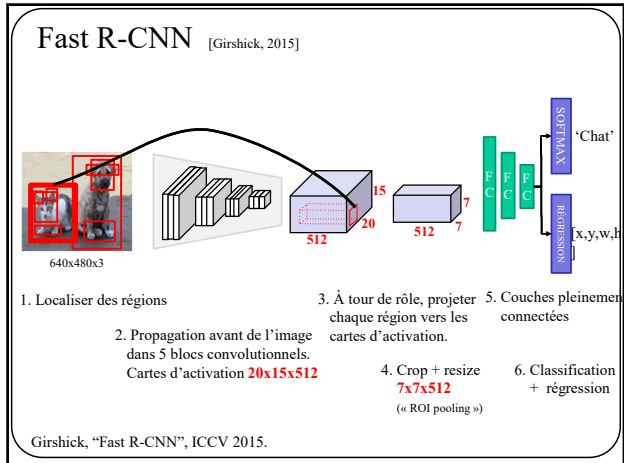 Fast R-CNN [Girshick, 2015]
SOFTMAX
'Chat'
FC
FC
FC
15
20
512
7
7
512
RÉGRESSION
[x,y,w,h
]
640x480x3
1. Localiser des régions
2. Propagation avant de l'image
dans 5 blocs convolutionnels.
Cartes d'activation 20x15x512
3. À tour de rôle, projeter
chaque région vers les
cartes d'activation.
4. Crop + resize
7x7x512
(« ROI pooling »)
5. Couches pleinemen
connectées
6. Classification
+ régression
Girshick, “Fast R-CNN”, ICCV 2015.